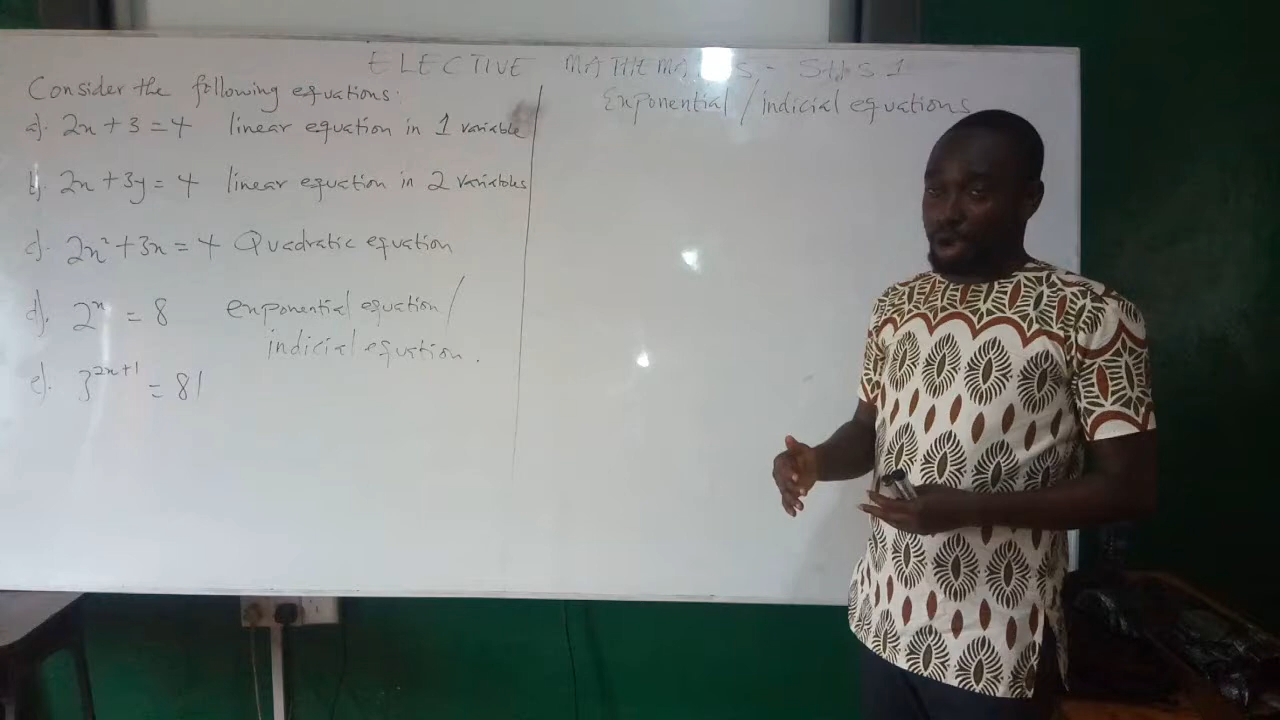 ELECTIVE MATHEMATICS - SHS 1
Consider the following equations:
a). 2x + 3 = 4 linear equation in 1 variable
b). 2x + 3y = 4 linear equation in 2 variables
c). 2x² + 3x = 4 Quadratic equation
d). 2ˣ = 8 exponential equation /
indicial equation.
e). 3²ˣ⁺¹ = 81
Exponential / indicial equations